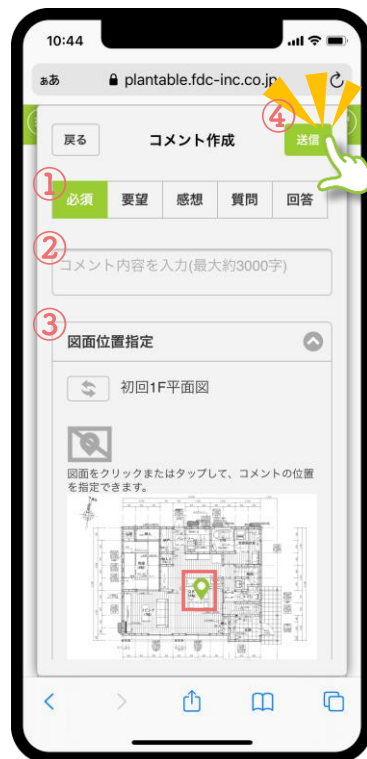 10:44
ぁあ plantable.fdc-inc.co.jp
戻る コメント作成 ④ 送信
①
必須 要望 感想 質問 回答
②
コメント内容を入力(最大約3000字)
③
図面位置指定
初回1F平面図
図面をクリックまたはタップして、コメントの位置
を指定できます。